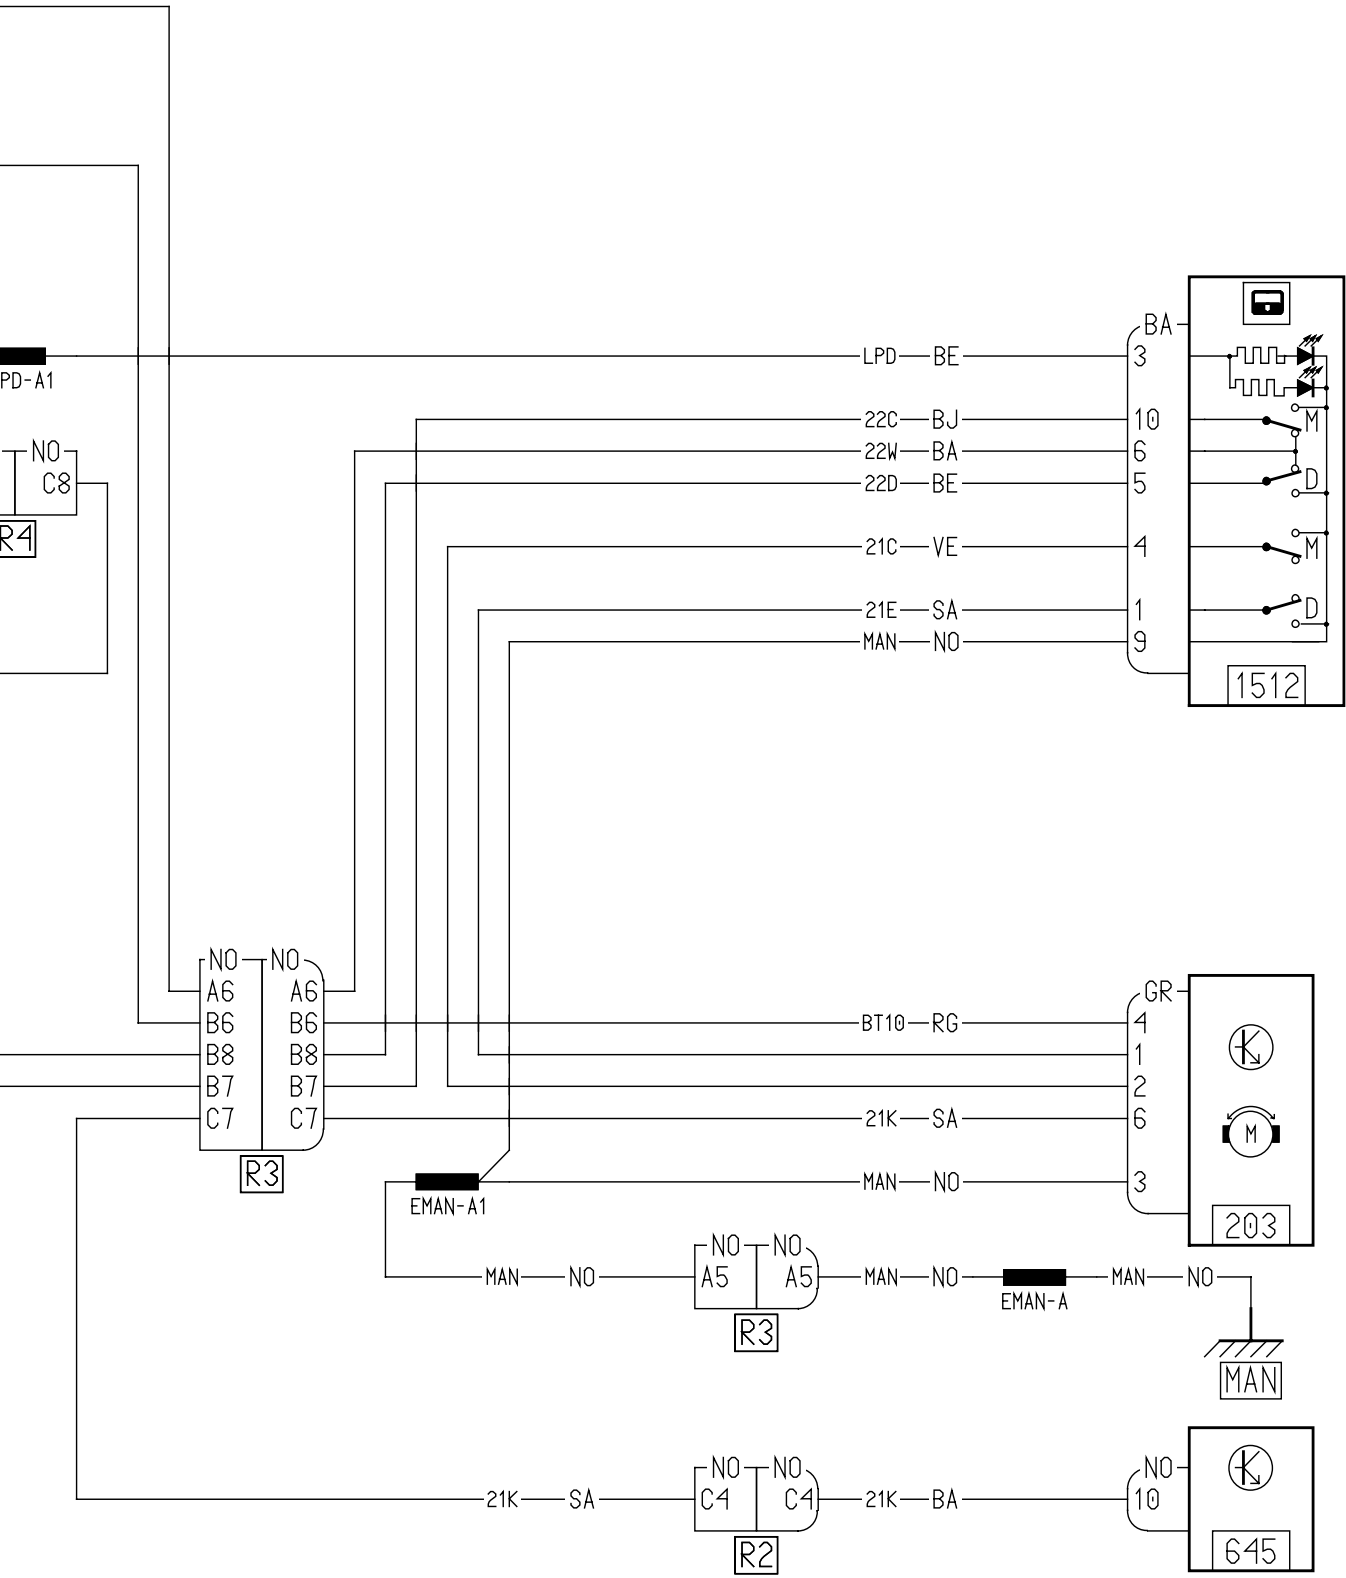 BA
LPD BE 3
PD-A1
22C BJ 10 M
NO 22W BA 6
C8 22D BE 5 D
R4
21C VE 4 M
21E SA 1 D
MAN NO 9
1512
NO NO
A6 A6 GR
B6 B6 BT10 RG 4
B8 B8 1
B7 B7 2
C7 C7 21K SA 6 M
R3
MAN NO 3
EMAN-A1
203
NO NO
MAN NO A5 A5 MAN NO MAN NO
EMAN-A
R3
MAN
NO NO NO
21K SA C4 C4 21K BA 10
R2 645